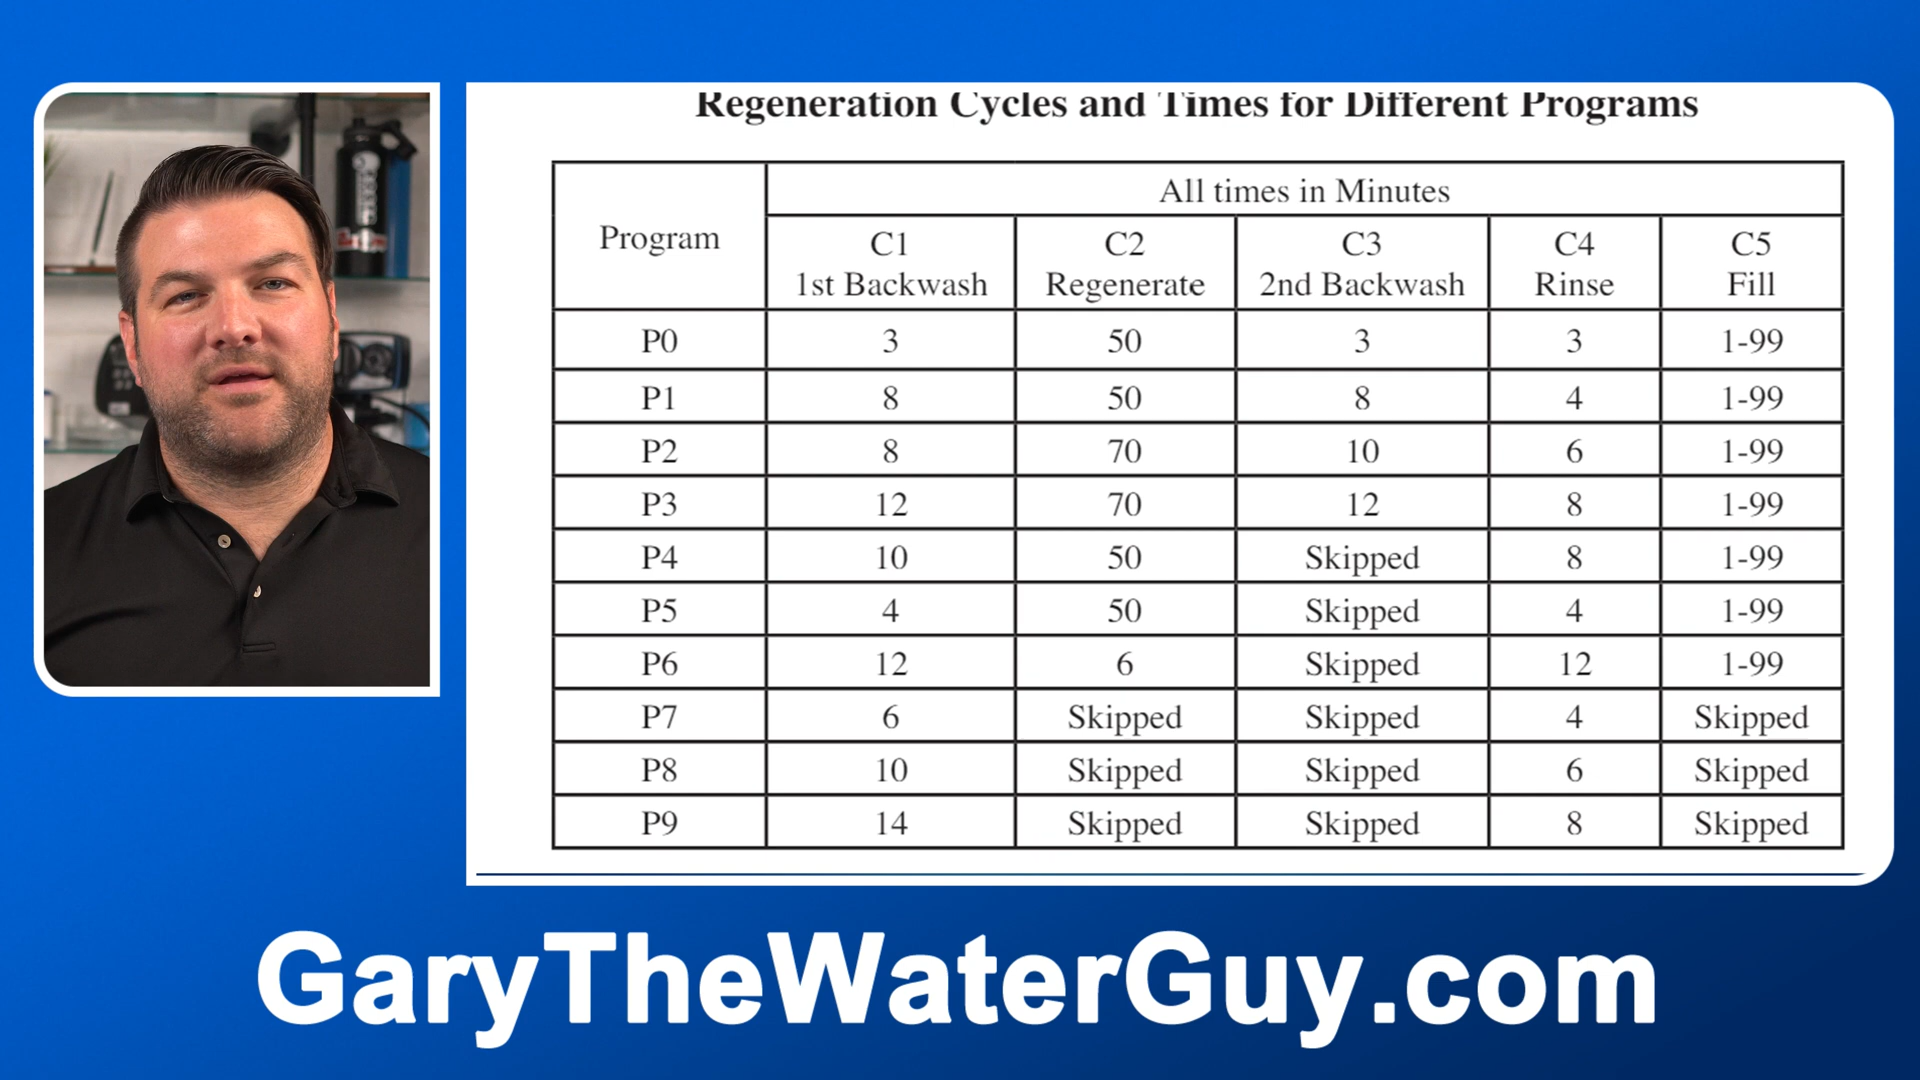 Regeneration Cycles and Times for Different Programs
Program
All times in Minutes
C1 C2 C3 C4 C5
1st Backwash Regenerate 2nd Backwash Rinse Fill
P0 3 50 3 3 1-99
P1 8 50 8 4 1-99
P2 8 70 10 6 1-99
P3 12 70 12 8 1-99
P4 10 50 Skipped 8 1-99
P5 4 50 Skipped 4 1-99
P6 12 6 Skipped 12 1-99
P7 6 Skipped Skipped 4 Skipped
P8 10 Skipped Skipped 6 Skipped
P9 14 Skipped Skipped 8 Skipped
GaryTheWaterGuy.com